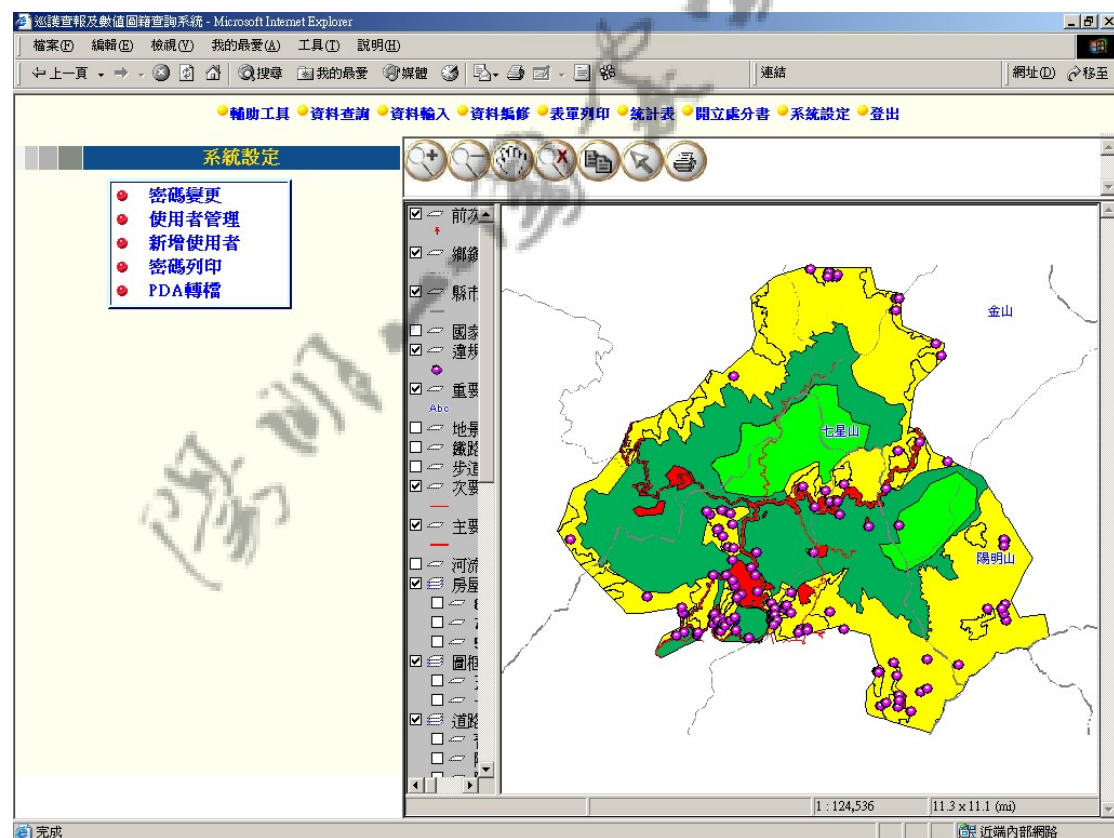 巡護查報及數值圖籍查詢系統 - Microsoft Internet Explorer
檔案(F) 編輯(E) 檢視(V) 我的最愛(A) 工具(T) 說明(H)
上一頁 搜尋 我的最愛 媒體 連結 網址(D) 移至
輔助工具 資料查詢 資料輸入 資料編修 表單列印 統計表 開立處分書 系統設定 登出
系統設定
密碼變更
使用者管理
新增使用者
密碼列印
PDA轉檔
前次
鄉鎮
縣市
國家
違規
重要
Abc
地景
鐵路
步道
次要
主要
河流
房屋
圖框
道路
金山
七星山
陽明山
1 : 124,536
11.3 x 11.1 (mi)
完成
近端內部網路